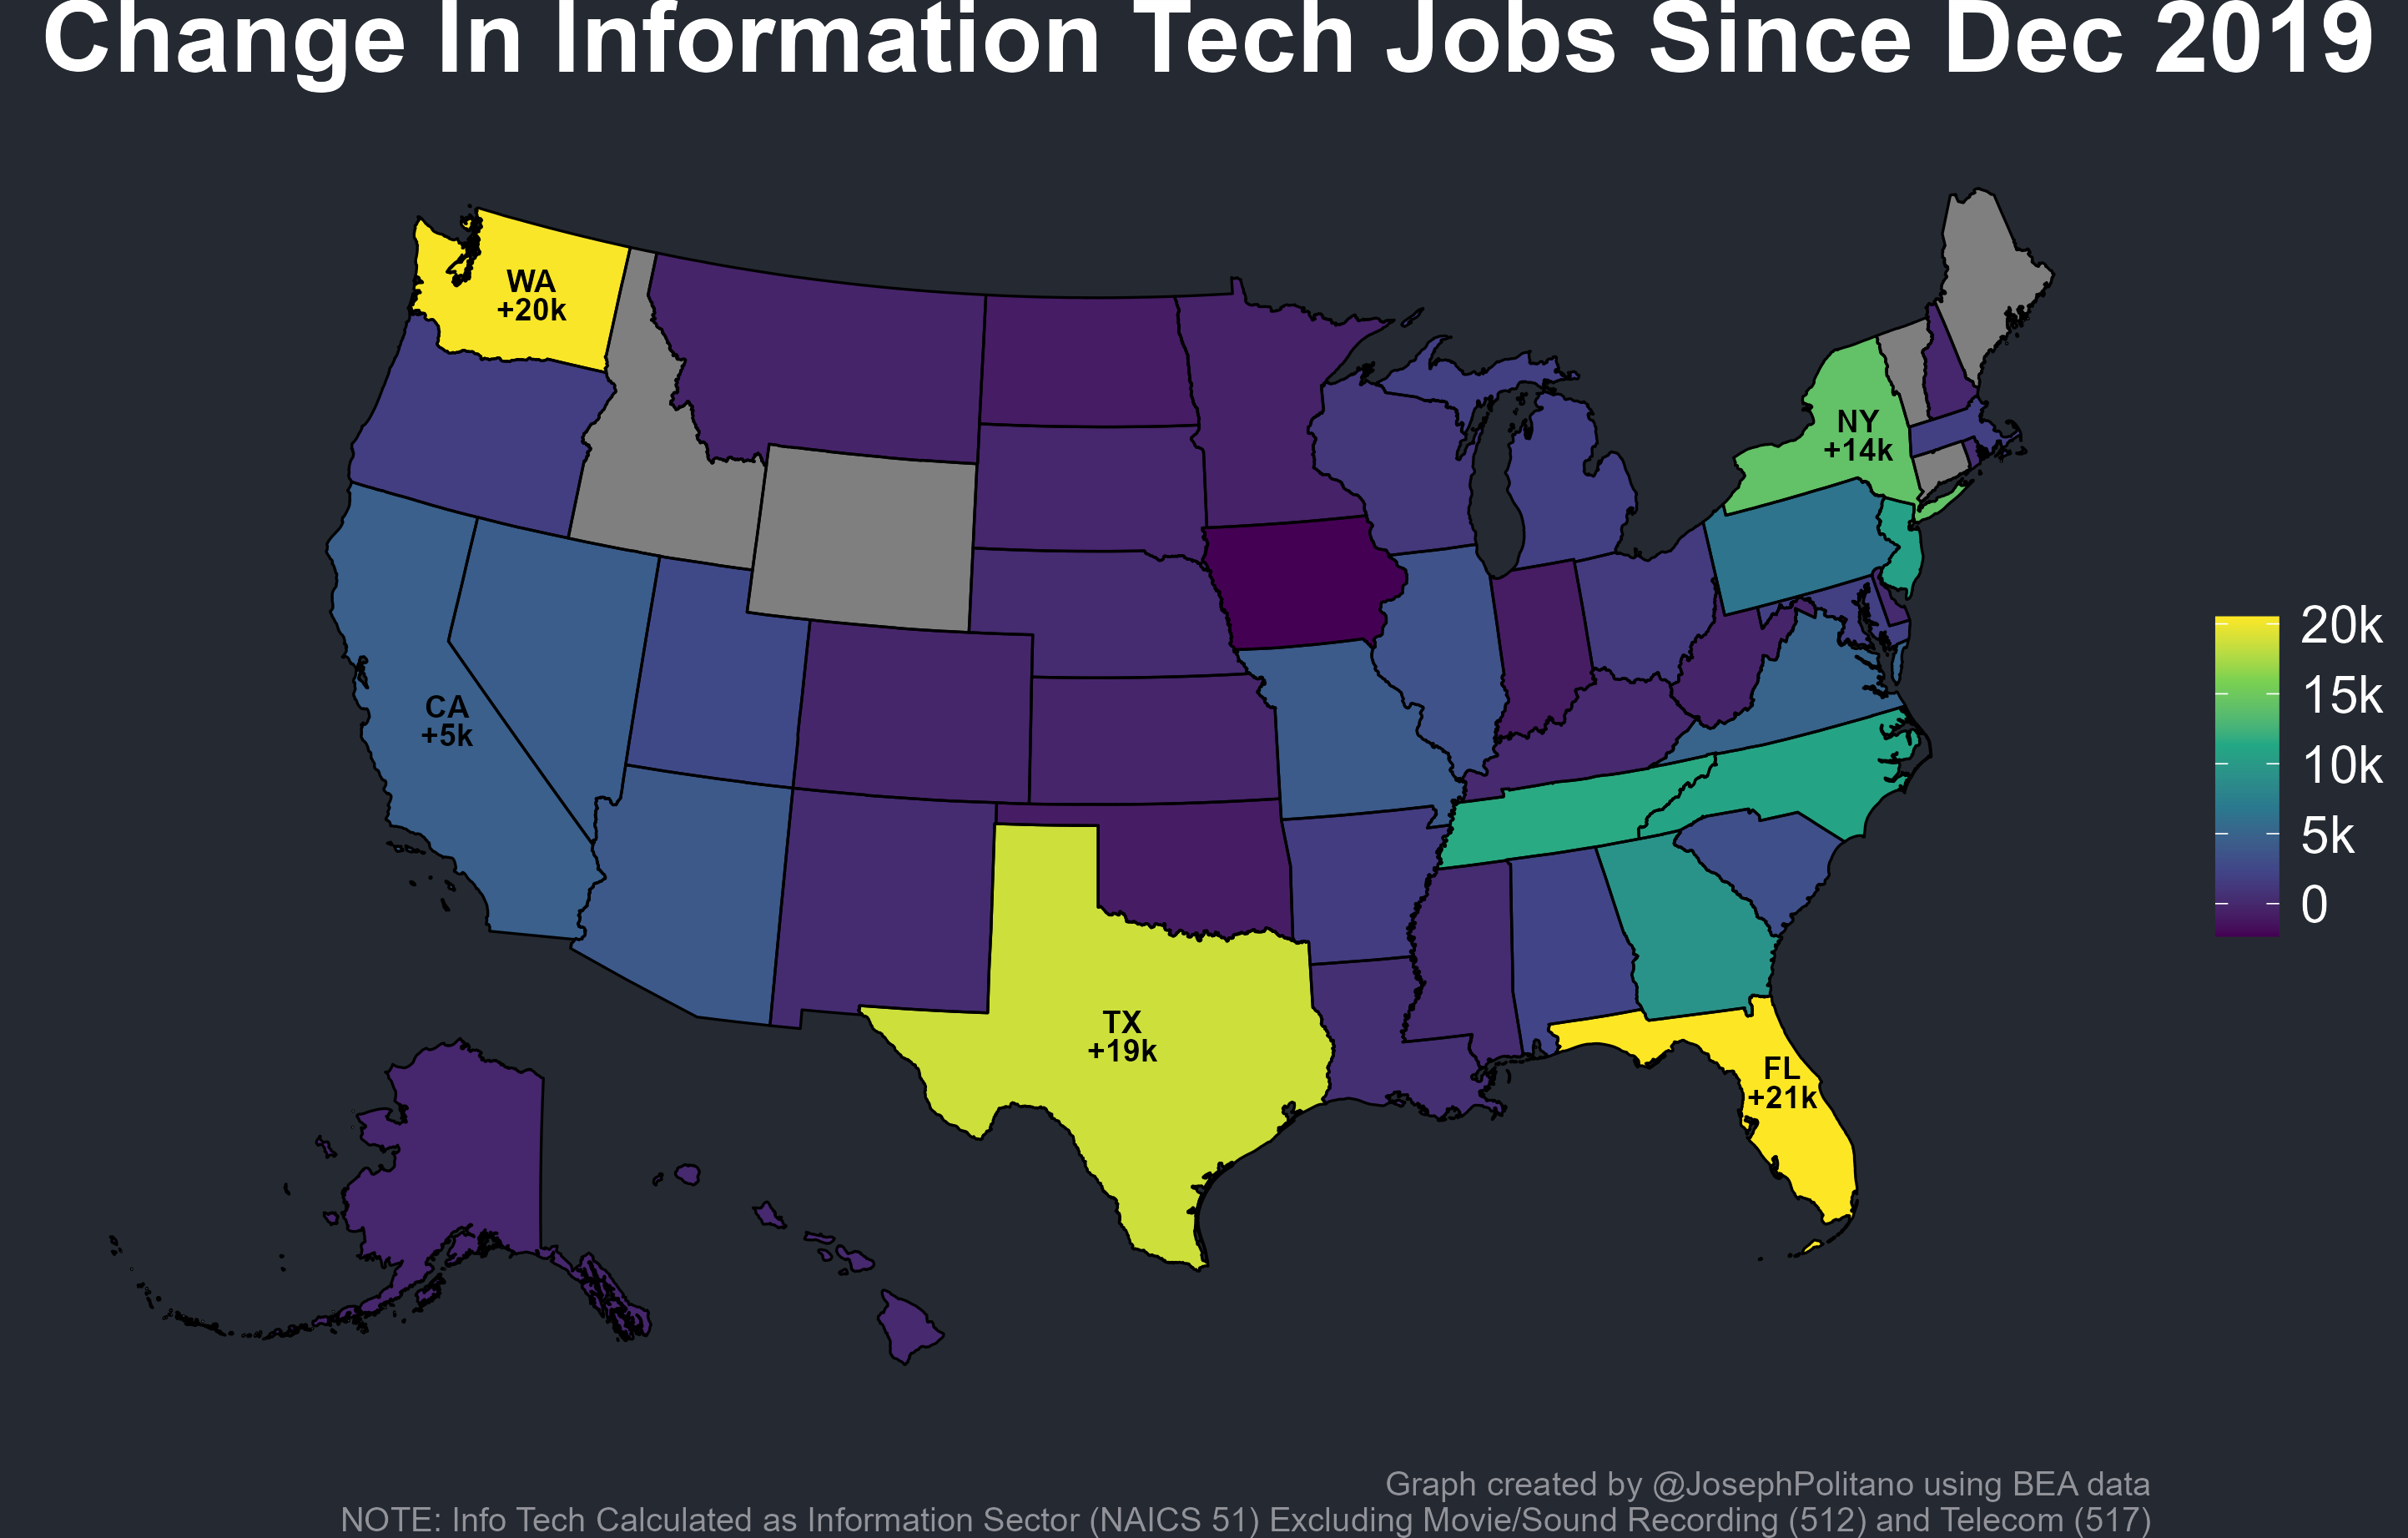 Change In Information Tech Jobs Since Dec 2019
WA
+20k
NY
+14k
CA
+5k
TX
+19k
FL
+21k
20k
15k
10k
5k
0
Graph created by @JosephPolitano using BEA data
NOTE: Info Tech Calculated as Information Sector (NAICS 51) Excluding Movie/Sound Recording (512) and Telecom (517)